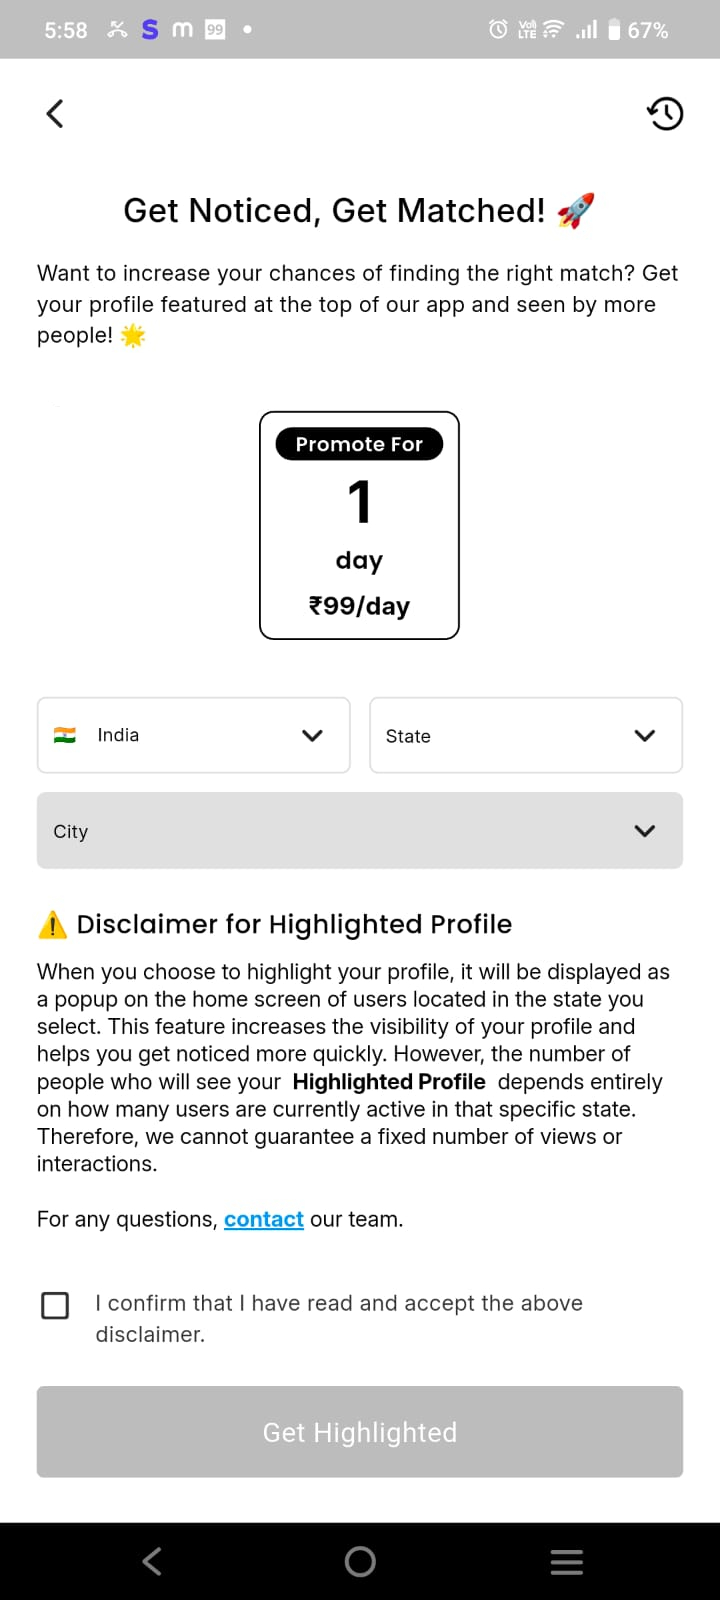 5:58 S m 99 Vo) LTE 67%
Get Noticed, Get Matched! 🚀
Want to increase your chances of finding the right match? Get
your profile featured at the top of our app and seen by more
people! 🌟
Promote For
1
day
₹99/day
India
State
City
⚠️ Disclaimer for Highlighted Profile
When you choose to highlight your profile, it will be displayed as
a popup on the home screen of users located in the state you
select. This feature increases the visibility of your profile and
helps you get noticed more quickly. However, the number of
people who will see your Highlighted Profile depends entirely
on how many users are currently active in that specific state.
Therefore, we cannot guarantee a fixed number of views or
interactions.
For any questions, contact our team.
I confirm that I have read and accept the above
disclaimer.
Get Highlighted